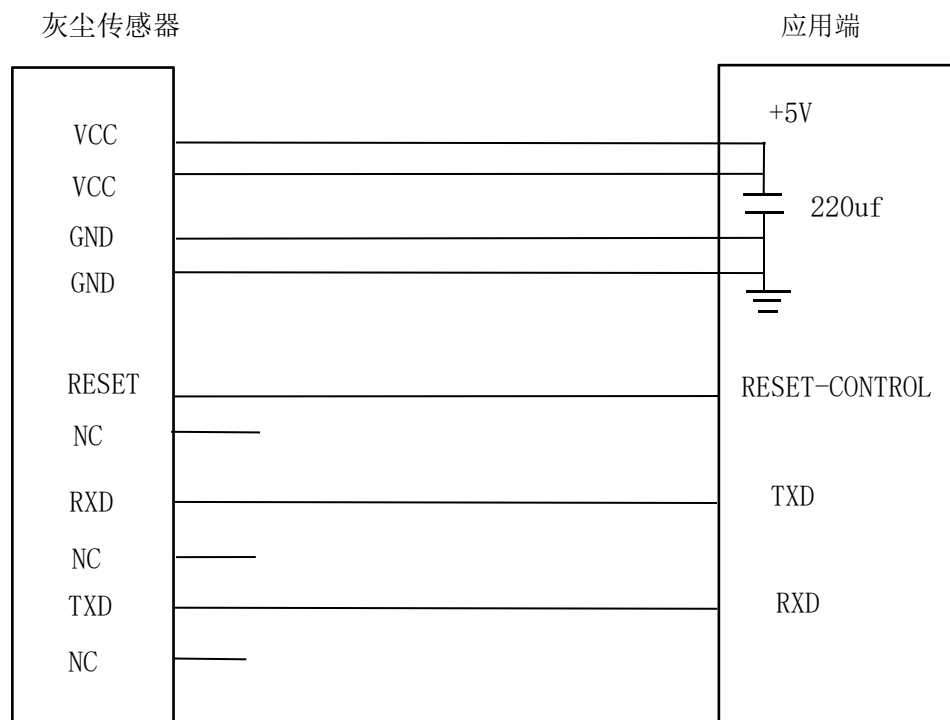 灰尘传感器
应用端
VCC
VCC
GND
GND
RESET
NC
RXD
NC
TXD
NC
+5V
220uf
RESET-CONTROL
TXD
RXD